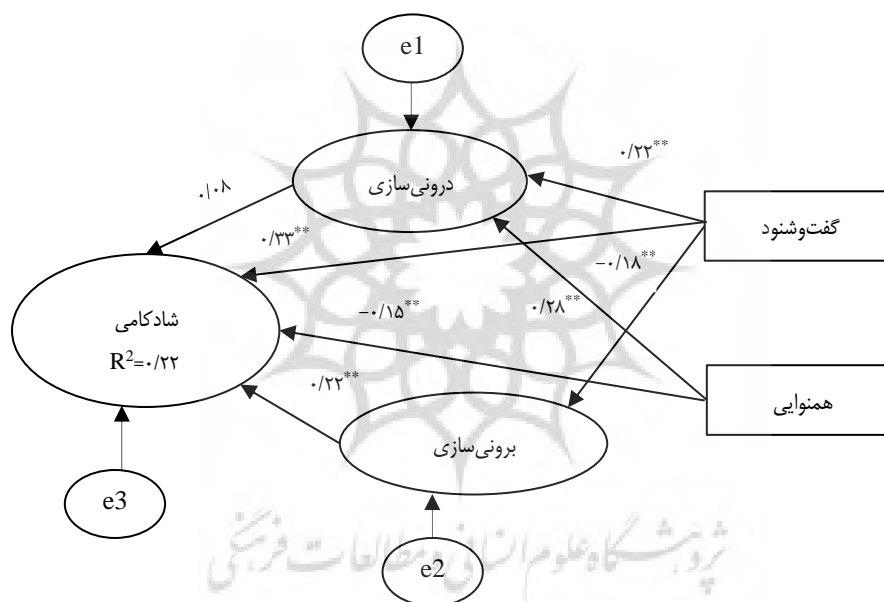 e1
۰/۲۲**
درونی‌سازی
۰/۰۸
گفت‌وشنود
۰/۳۳**
−۰/۱۸**
شادکامی
−۰/۱۵**
۰/۲۸**
R²=۰/۲۲
۰/۲۲**
همنوایی
برونی‌سازی
e3
e2
پژوهشگاه علوم انسانی و مطالعات فرهنگی